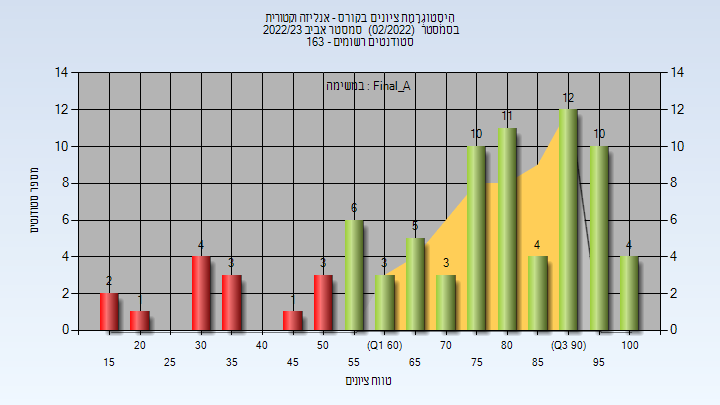 היסטוגרמת ציונים בקורס - אנליזה וקטורית
בסמסטר (02/2022) סמסטר אביב 2022/23
סטודנטים רשומים - 163
במשימה : Final_A
מספר סטודנטים
14 14
12 12
10 10
8 8
6 6
4 4
2 2
0 0
2 1 4 3 1 3 6 3 5 3 10 11 4 12 10 4
20 30 40 50 (Q1 60) 70 80 (Q3 90) 100
15 25 35 45 55 65 75 85 95
טווח ציונים